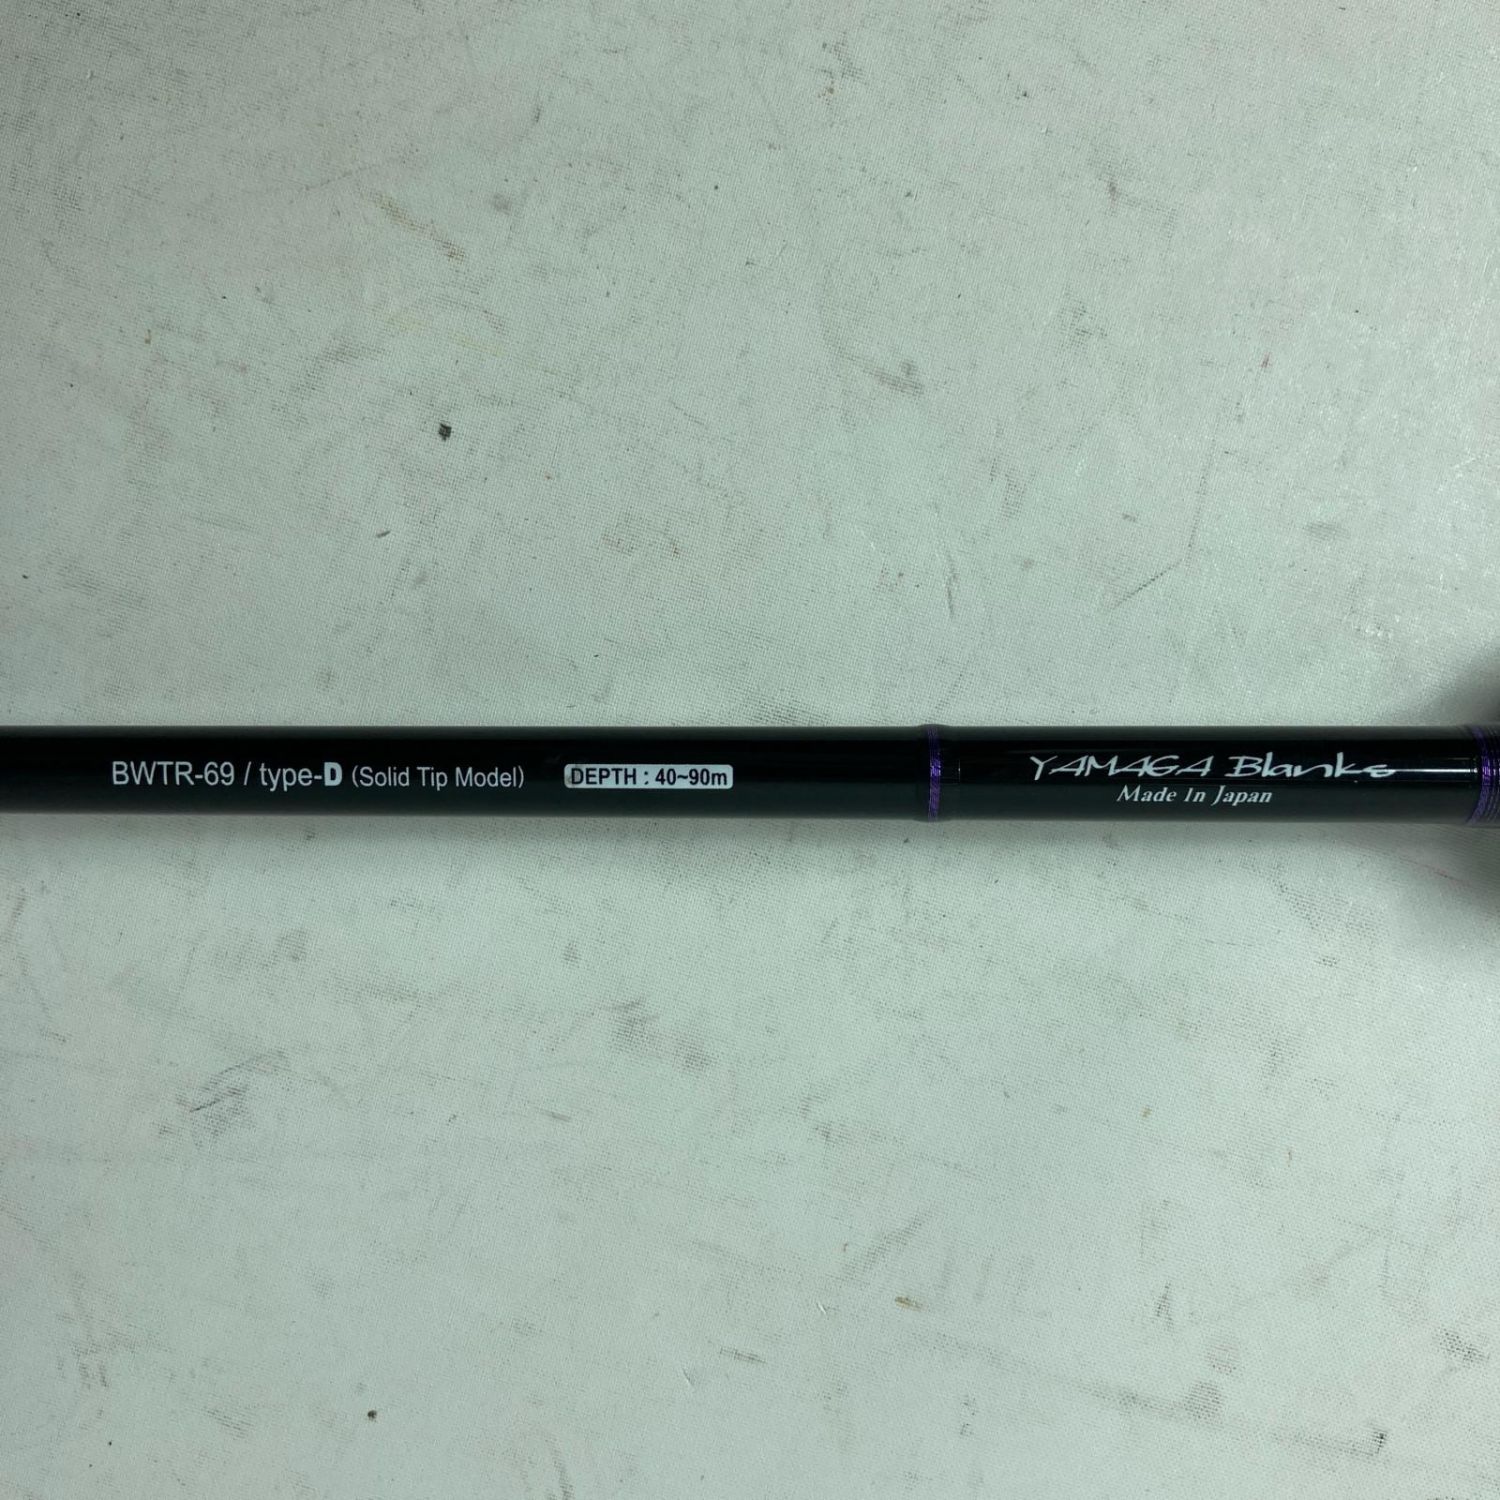 BWTR-69 / type-D (Solid Tip Model) DEPTH : 40~90m
YAMAGA Blanks
Made In Japan